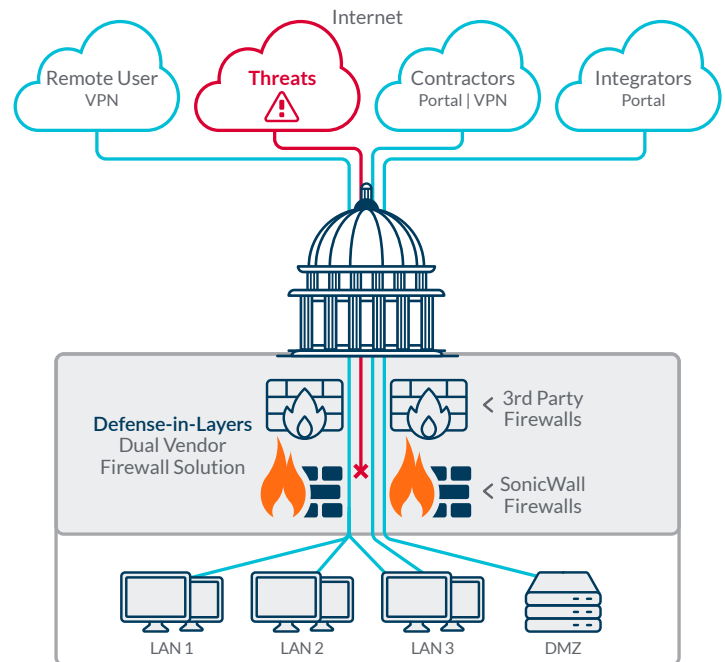 Internet
Remote User
VPN
Threats
Contractors
Portal | VPN
Integrators
Portal
Defense-in-Layers
Dual Vendor
Firewall Solution
3rd Party
Firewalls
SonicWall
Firewalls
LAN 1
LAN 2
LAN 3
DMZ